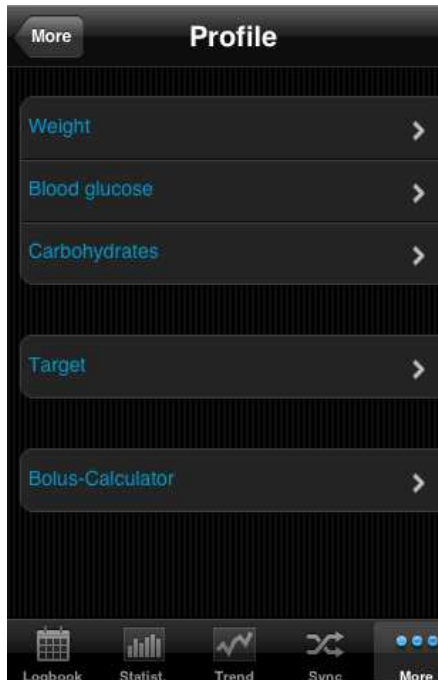 More
Profile
Weight
Blood glucose
Carbohydrates
Target
Bolus-Calculator
Logbook Statist. Trend Sync More